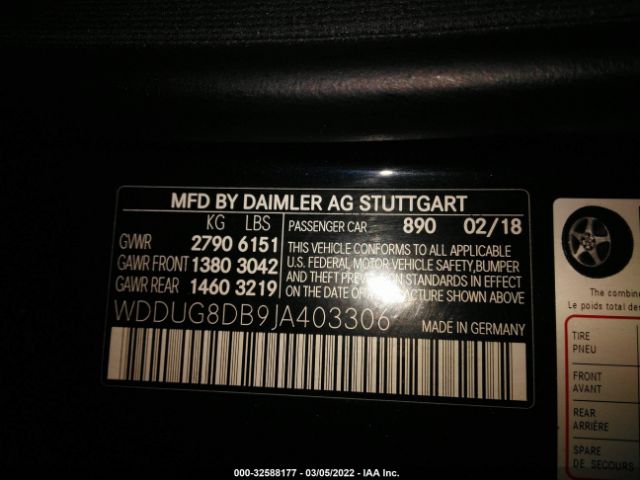 MFD BY DAIMLER AG STUTTGART
KG LBS
GVWR 2790 6151
GAWR FRONT 1380 3042
GAWR REAR 1460 3219
PASSENGER CAR 890 02/18
THIS VEHICLE CONFORMS TO ALL APPLICABLE
U.S. FEDERAL MOTOR VEHICLE SAFETY, BUMPER
AND THEFT PREVENTION STANDARDS IN EFFECT
ON THE DATE OF MANUFACTURE SHOWN ABOVE
WDDUG8DB9JA403306
MADE IN GERMANY
The combine
Le poids total des
TIRE
PNEU
FRONT
AVANT
REAR
ARRIÈRE
SPARE
DE SECOURS
000-32588177 - 03/05/2022 - IAA Inc.